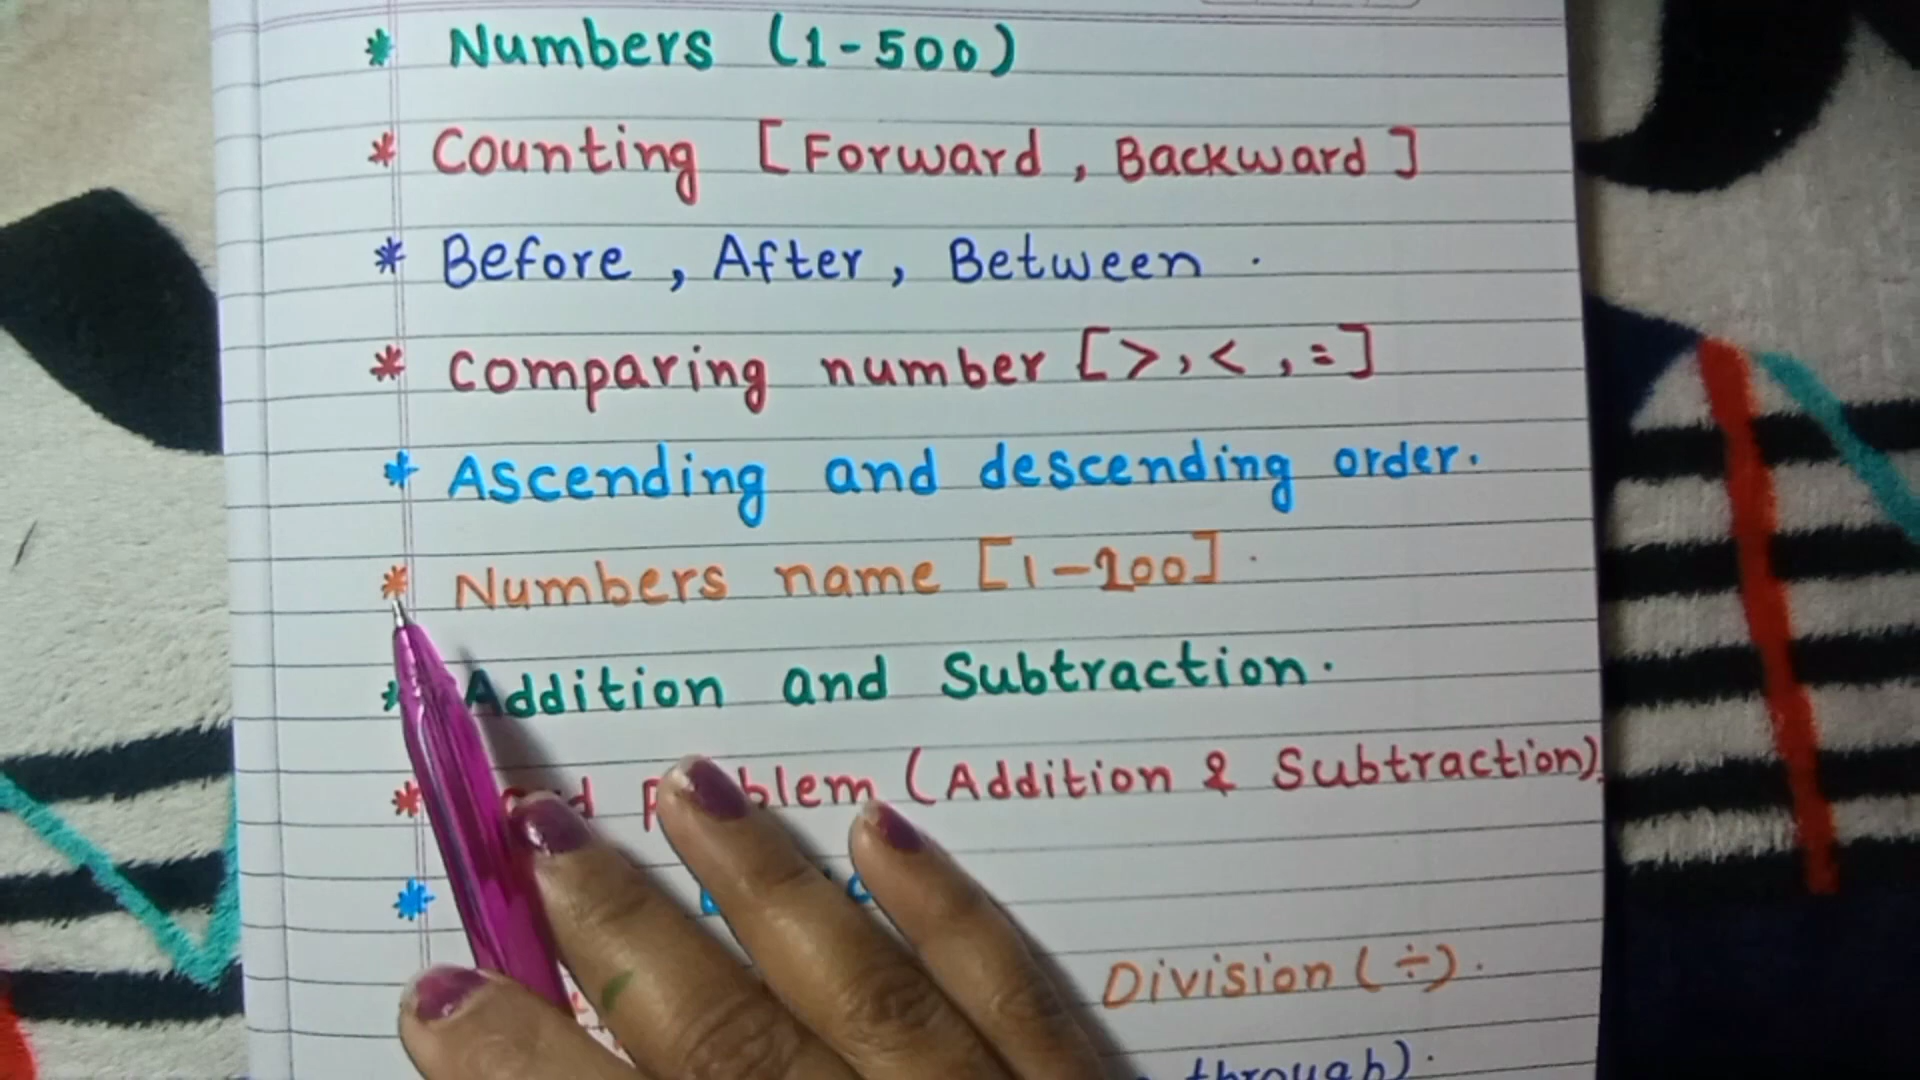 * Numbers (1-500)
* Counting [Forward, Backward]
* Before, After, Between.
* Comparing number [>, <, =]
* Ascending and descending order.
* Numbers name [1-200].
* Addition and Subtraction.
* (Addition & Subtraction).
*
Division (÷).
through).